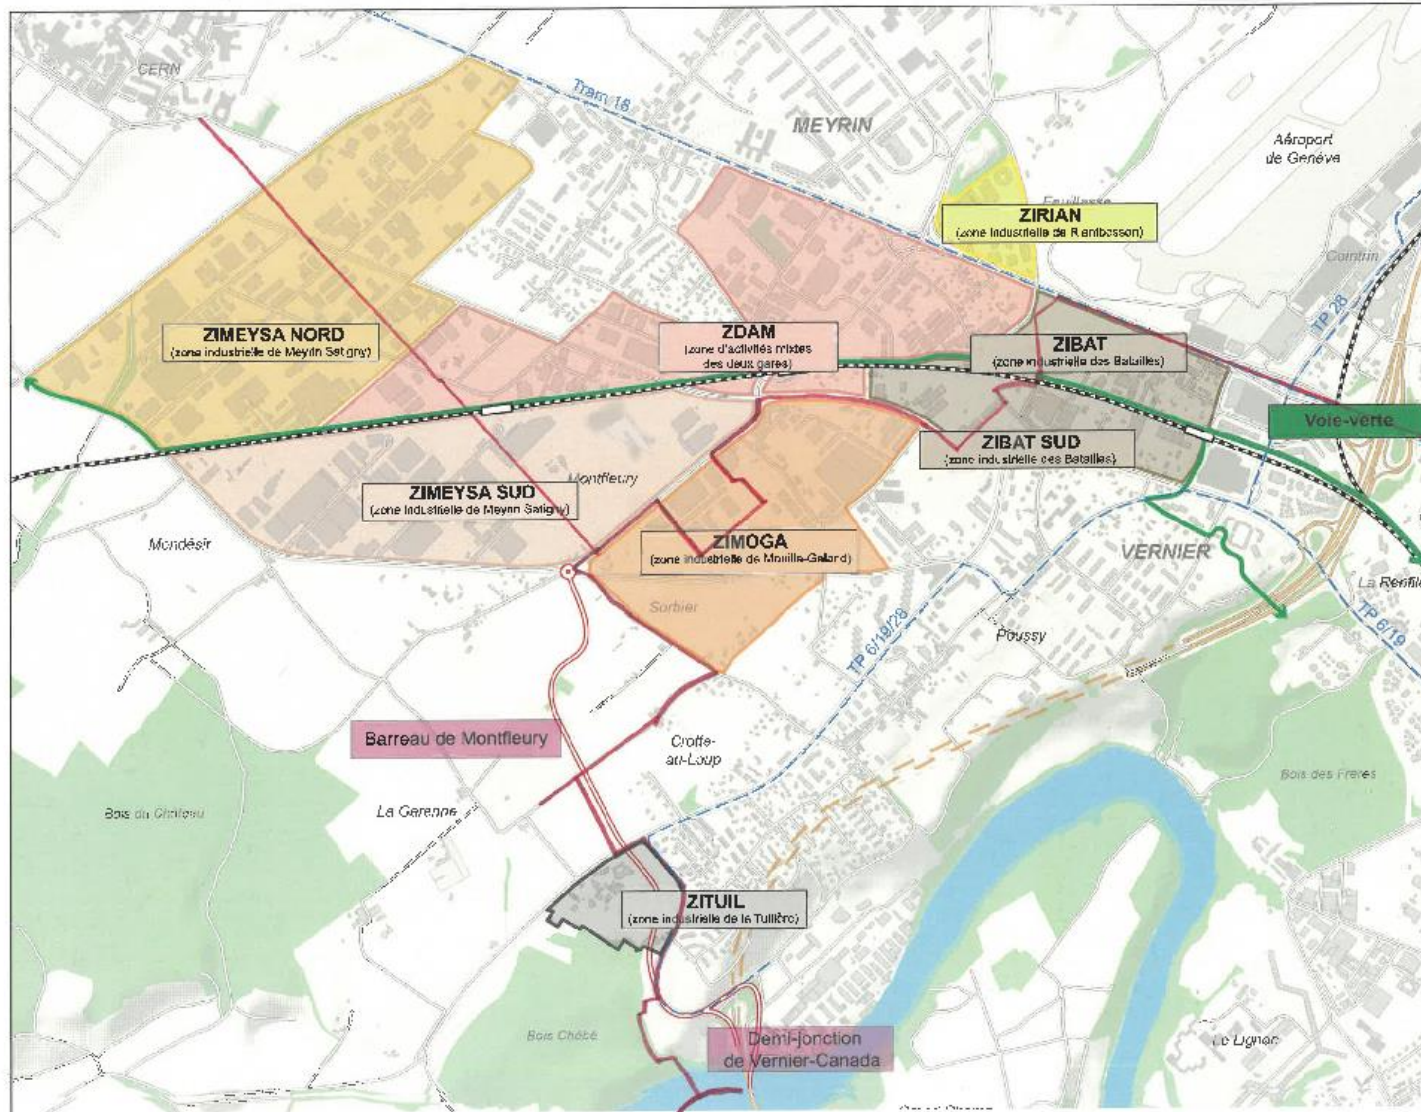 CERN
Tram 18
MEYRIN
Aéroport
de Genève
ZIRIAN
(zone industrielle de Riantbosson)
Cointrin
TP 28
ZIMEYSA NORD
(zone industrielle de Meyrin Satigny)
ZDAM
(zone d'activités mixtes
des deux gares)
ZIBAT
(zone industrielle des Batailles)
Voie-verte
ZIBAT SUD
(zone industrielle des Batailles)
Montfleury
ZIMEYSA SUD
(zone industrielle de Meyrin Satigny)
Mondésir
ZIMOGA
(zone industrielle de Mouille-Galand)
VERNIER
Sorbier
TP 6/19/28
Poussy
TP 6/19
Barreau de Montfleury
Crotte-
au-Loup
Bois des Frères
La Garenne
Bois du Château
ZITUIL
(zone industrielle de la Tuilière)
Bois Chébé
Demi-jonction
de Vernier-Canada
Le Lignon